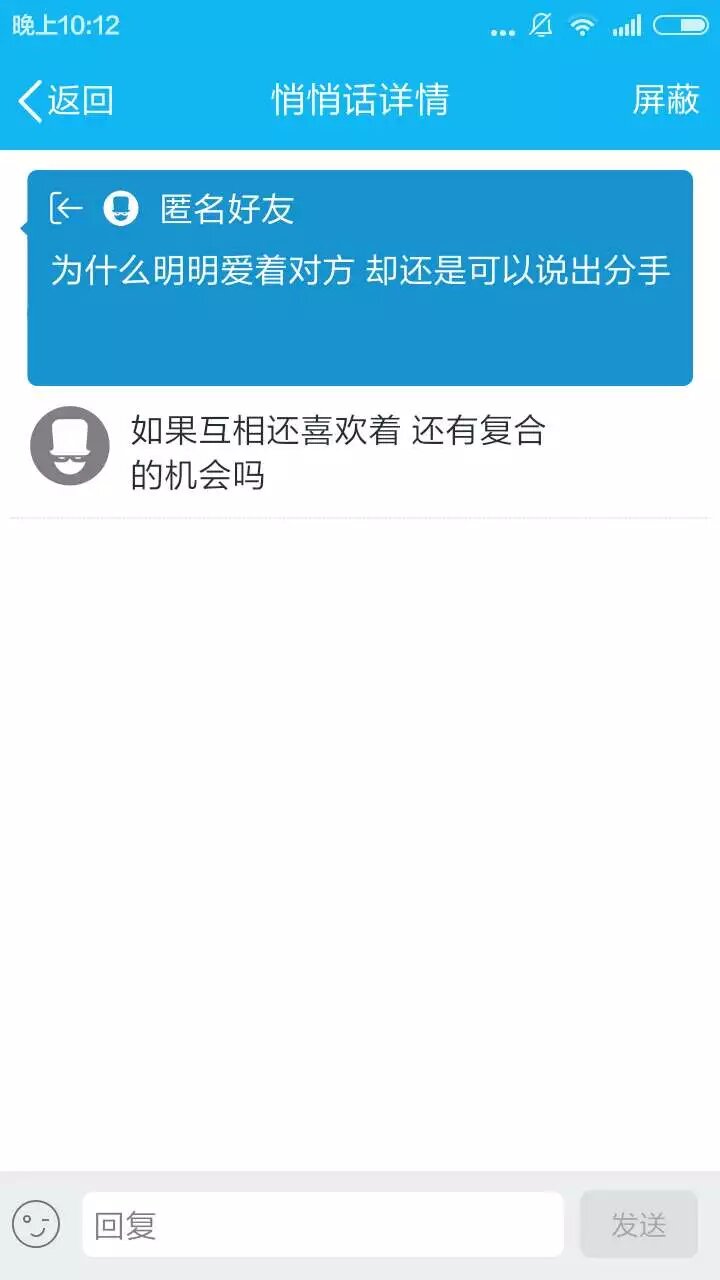 晚上10:12
返回 悄悄话详情 屏蔽
匿名好友
为什么明明爱着对方 却还是可以说出分手
如果互相还喜欢着 还有复合
的机会吗
回复 发送